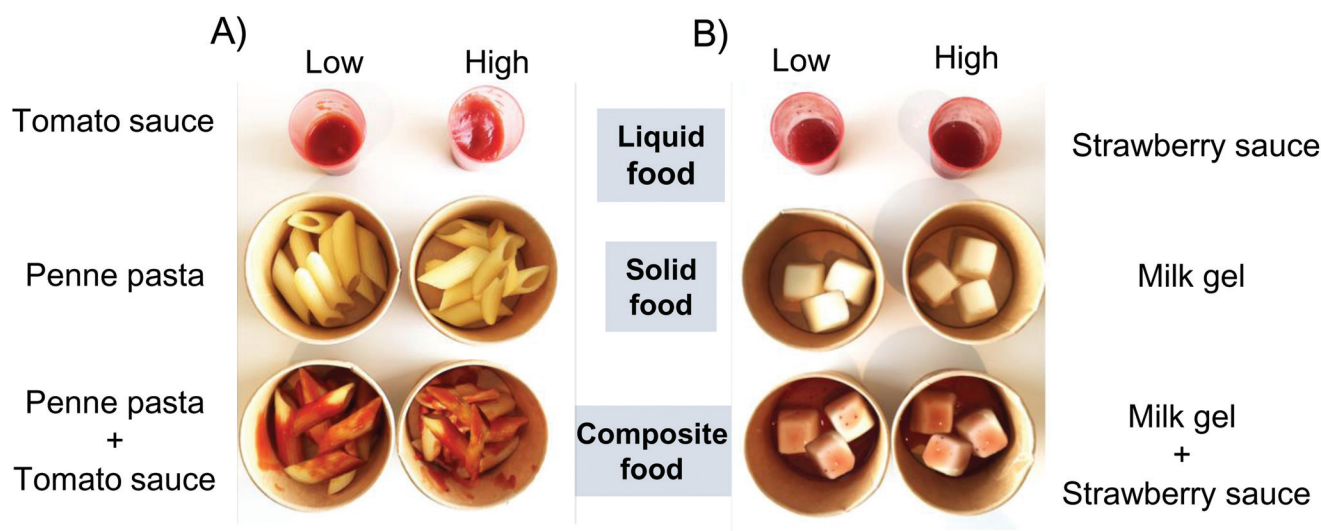 A)
B)
Low
High
Low
High
Tomato sauce
Liquid
food
Strawberry sauce
Penne pasta
Solid
food
Milk gel
Penne pasta
+
Tomato sauce
Composite
food
Milk gel
+
Strawberry sauce